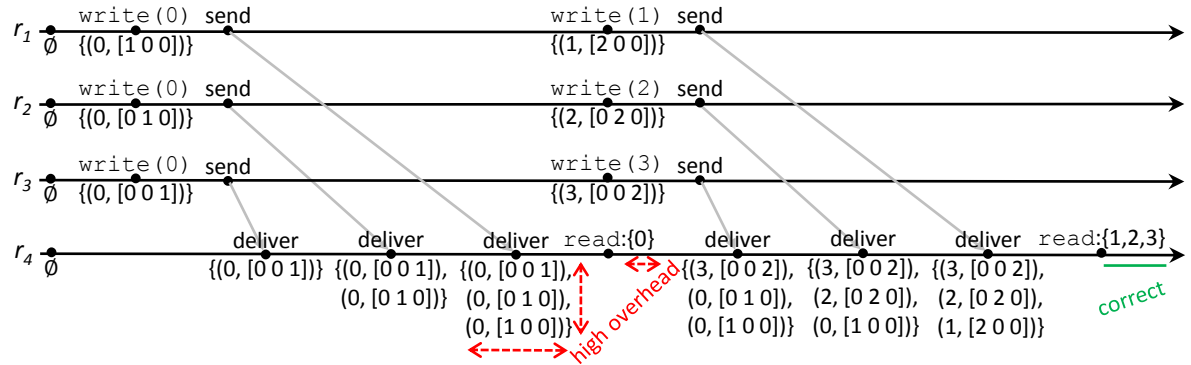 write(0) send write(1) send
r1 ∅ {(0, [1 0 0])} {(1, [2 0 0])}
write(0) send write(2) send
r2 ∅ {(0, [0 1 0])} {(2, [0 2 0])}
write(0) send write(3) send
r3 ∅ {(0, [0 0 1])} {(3, [0 0 2])}
deliver deliver deliver read:{0} deliver deliver deliver read:{1,2,3}
r4 ∅ {(0, [0 0 1])} {(0, [0 0 1]), {(0, [0 0 1]), {(3, [0 0 2]), {(3, [0 0 2]), {(3, [0 0 2]),
(0, [0 1 0])} (0, [0 1 0]), (0, [0 1 0]), (2, [0 2 0]), (2, [0 2 0]),
(0, [1 0 0])} (0, [1 0 0])} (0, [1 0 0])} (1, [2 0 0])}
high overhead
correct